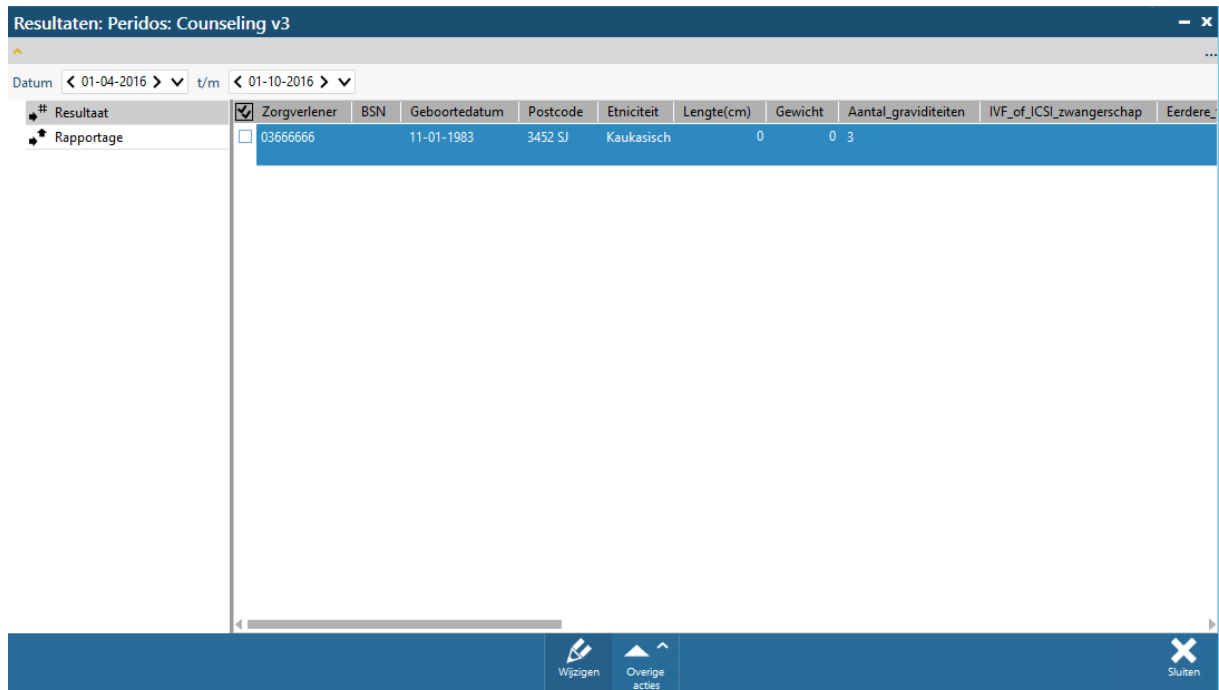 Resultaten: Peridos: Counseling v3
...
Datum 01-04-2016 t/m 01-10-2016
# Resultaat
Rapportage
Zorgverlener BSN Geboortedatum Postcode Etniciteit Lengte(cm) Gewicht Aantal_graviditeiten IVF_of_ICSI_zwangerschap Eerdere_
03666666 11-01-1983 3452 SJ Kaukasisch 0 0 3
Wijzigen
Overige
acties
Sluiten